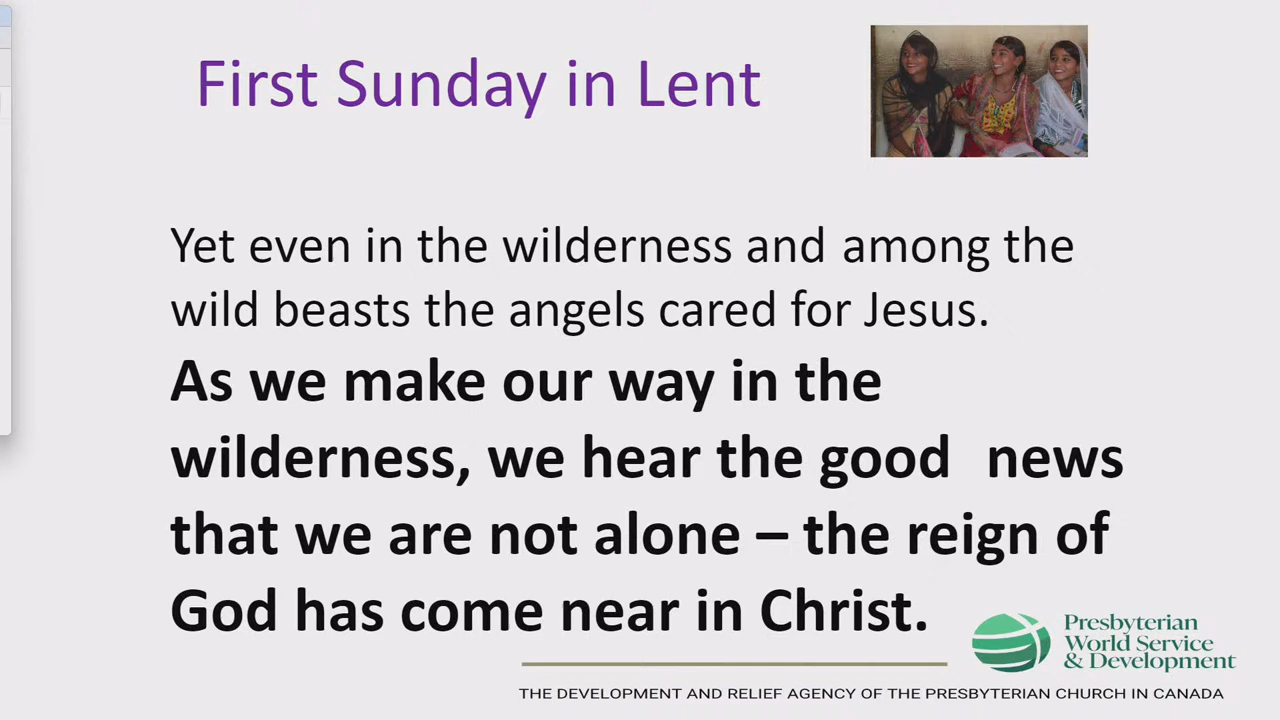 First Sunday in Lent
Yet even in the wilderness and among the
wild beasts the angels cared for Jesus.
As we make our way in the
wilderness, we hear the good  news
that we are not alone – the reign of
God has come near in Christ.
Presbyterian
World Service
& Development
THE DEVELOPMENT AND RELIEF AGENCY OF THE PRESBYTERIAN CHURCH IN CANADA